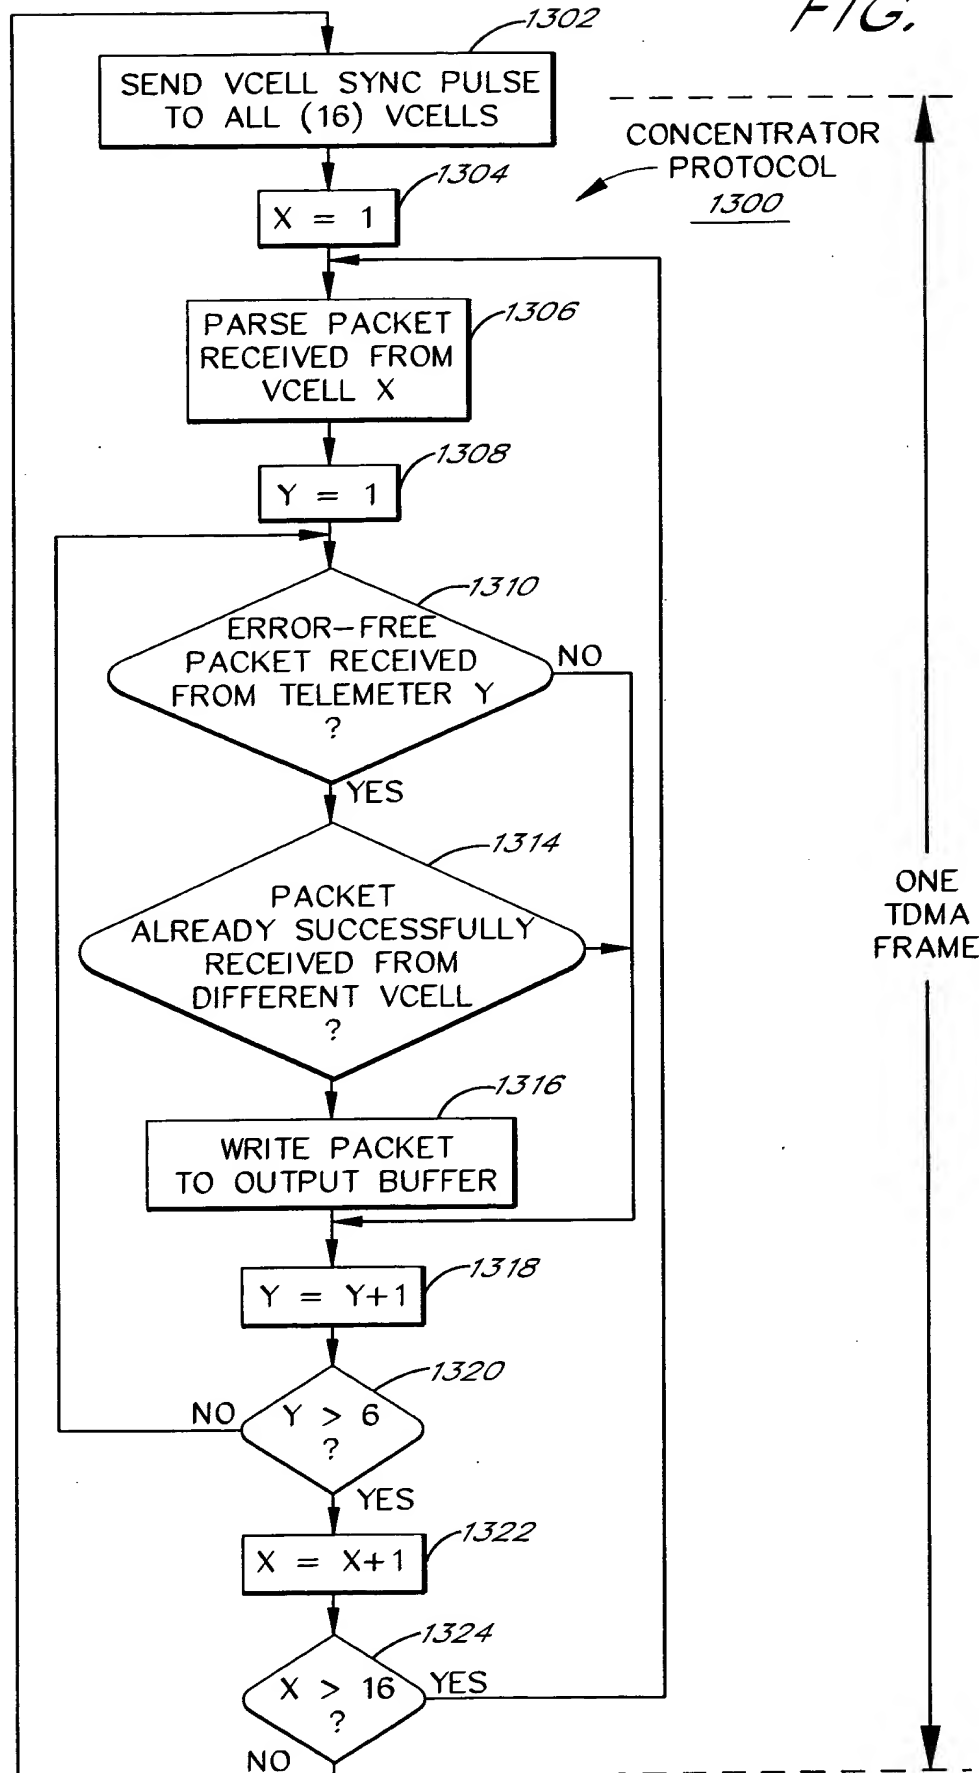 FIG.
1302
SEND VCELL SYNC PULSE
TO ALL (16) VCELLS
CONCENTRATOR
PROTOCOL
1300
1304
X = 1
1306
PARSE PACKET
RECEIVED FROM
VCELL X
1308
Y = 1
1310
ERROR-FREE
PACKET RECEIVED
FROM TELEMETER Y
?
NO
YES
1314
PACKET
ALREADY SUCCESSFULLY
RECEIVED FROM
DIFFERENT VCELL
?
ONE
TDMA
FRAME
1316
WRITE PACKET
TO OUTPUT BUFFER
1318
Y = Y+1
1320
Y > 6
?
NO
YES
1322
X = X+1
1324
X > 16
?
YES
NO